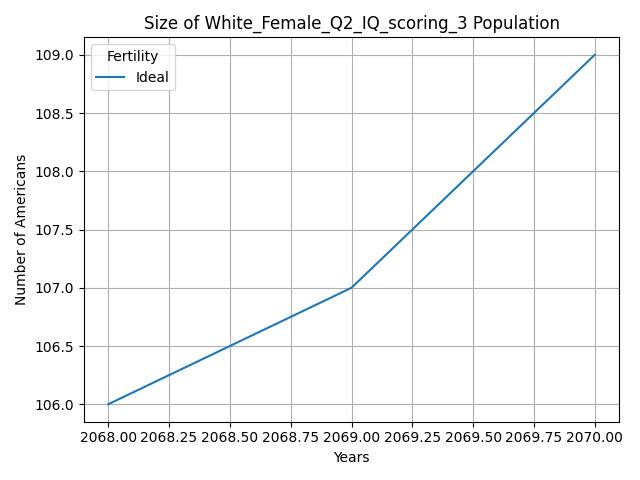 Size of White_Female_Q2_IQ_scoring_3 Population
Fertility
Ideal
Number of Americans
109.0
108.5
108.0
107.5
107.0
106.5
106.0
2068.00 2068.25 2068.50 2068.75 2069.00 2069.25 2069.50 2069.75 2070.00
Years